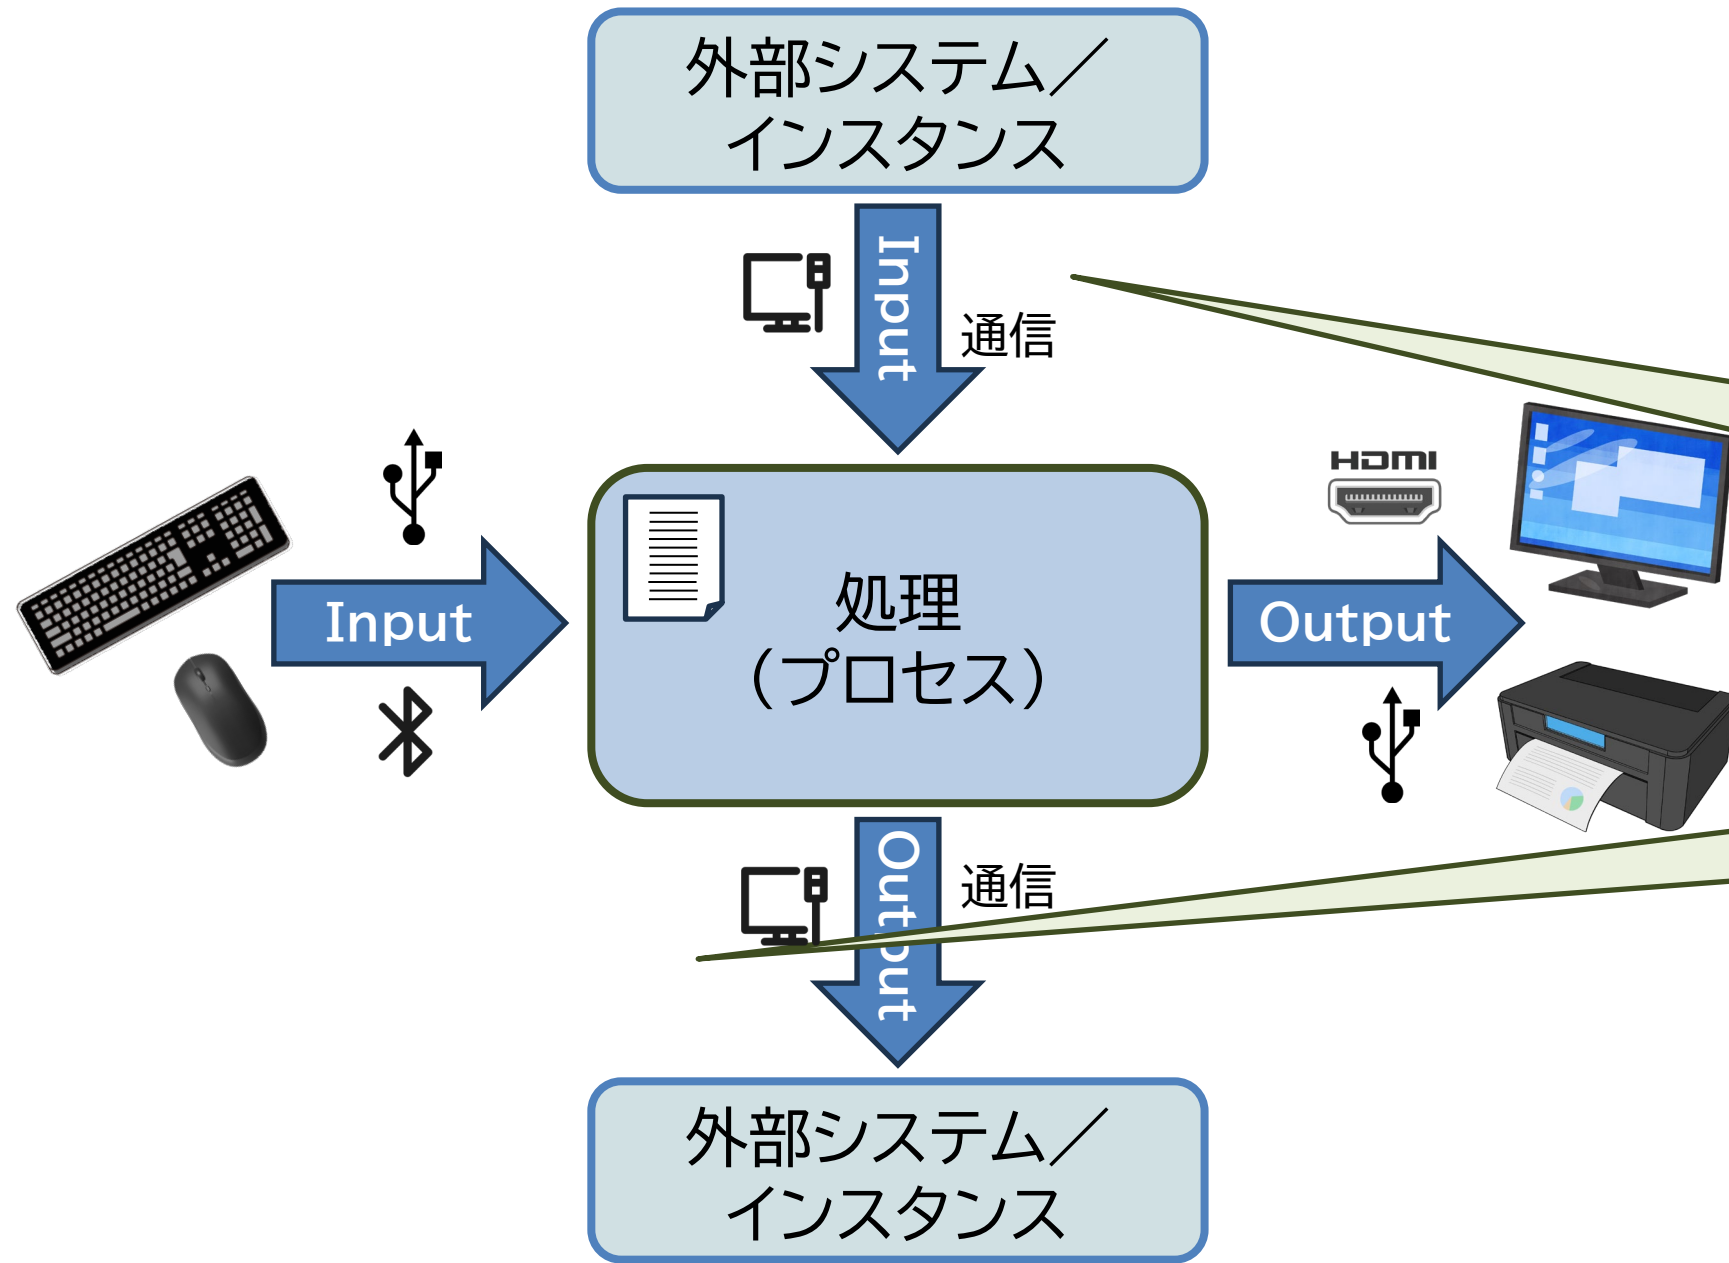 外部システム／
インスタンス
Input
通信
HDMI
Input
処理
（プロセス）
Output
Output
通信
外部システム／
インスタンス